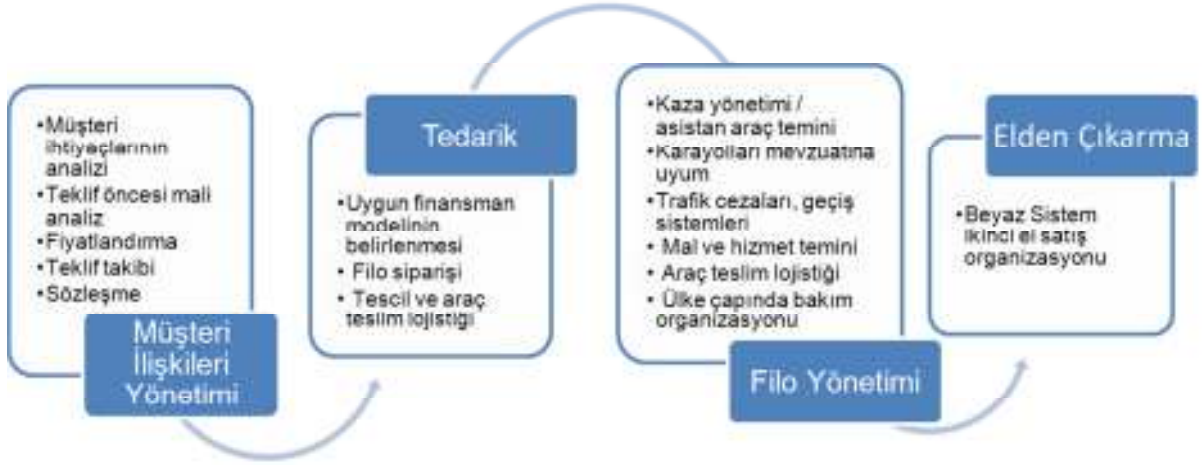 •Müşteri
ihtiyaçlarının
analizi
•Teklif öncesi mali
analiz
•Fiyatlandırma
•Teklif takibi
•Sözleşme
Müşteri
İlişkileri
Yönetimi
Tedarik
•Uygun finansman
modelinin
belirlenmesi
• Filo siparişi
• Tescil ve araç
teslim lojistiği
•Kaza yönetimi /
asistan araç temini
•Karayolları mevzuatına
uyum
•Trafik cezaları, geçiş
sistemleri
• Mal ve hizmet temini
• Araç teslim lojistiği
• Ülke çapında bakım
organizasyonu
Filo Yönetimi
Elden Çıkarma
•Beyaz Sistem
ikinci el satış
organizasyonu